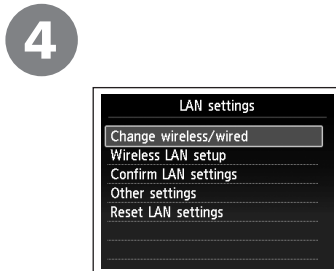 4
LAN settings
Change wireless/wired
Wireless LAN setup
Confirm LAN settings
Other settings
Reset LAN settings